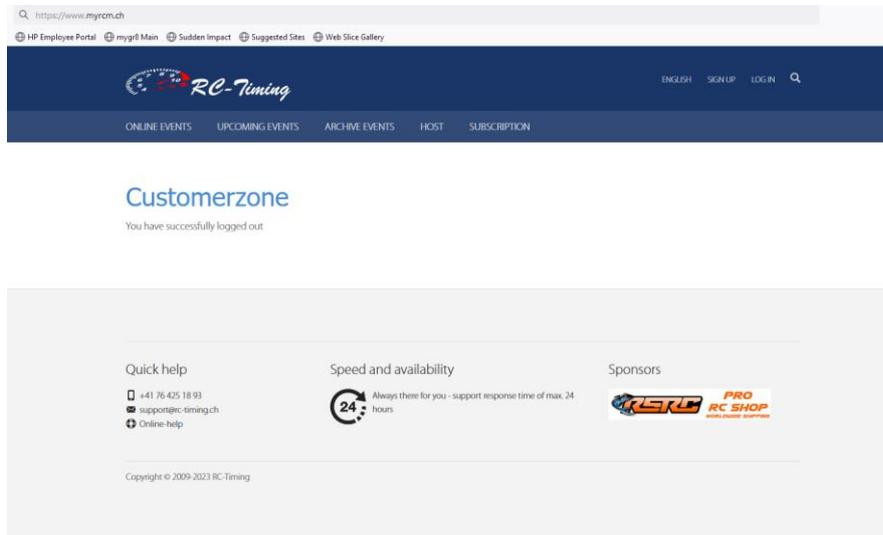 https://www.myrcm.ch
HP Employee Portal mygr8 Main Sudden Impact Suggested Sites Web Slice Gallery
RC-Timing
ENGLISH SIGN UP LOG IN
ONLINE EVENTS UPCOMING EVENTS ARCHIVE EVENTS HOST SUBSCRIPTION
Customerzone
You have successfully logged out
Quick help
+41 76 425 18 93
support@rc-timing.ch
Online-help
Speed and availability
24
Always there for you - support response time of max. 24
hours
Sponsors
RSRC PRO
RC SHOP
WORLDWIDE SHIPPING
Copyright © 2009-2023 RC-Timing